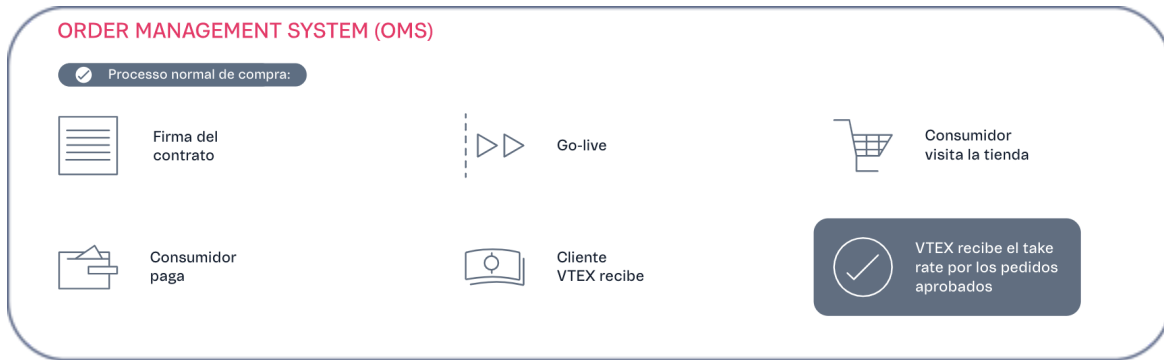 ORDER MANAGEMENT SYSTEM (OMS)
Processo normal de compra:
Firma del
contrato
Go-live
Consumidor
visita la tienda
Consumidor
paga
Cliente
VTEX recibe
VTEX recibe el take
rate por los pedidos
aprobados